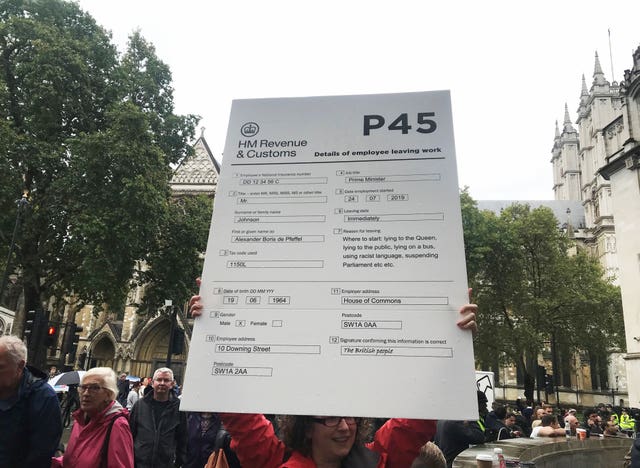 P45
HM Revenue
& Customs
Details of employee leaving work
1 Employee's National Insurance number
DD 12 34 56 C
2 Title - enter MR, MRS, MISS, MS or other title
Mr.
Surname or family name
Johnson
First or given name(s)
Alexander Boris de Pfeffel
3 Tax code used
1150L
4 Job title
Prime Minister
5 Date employment started
24 07 2019
6 Leaving date
Immediately
7 Reason for leaving
Where to start: lying to the Queen,
lying to the public, lying on a bus,
using racist language, suspending
Parliament etc etc.
8 Date of birth DD MM YYY
19 06 1964
9 Gender
Male X Female
10 Employee address
10 Downing Street
Postcode
SW1A 2AA
11 Employer address
House of Commons
Postcode
SW1A 0AA
12 Signature confirming this information is correct
The British people